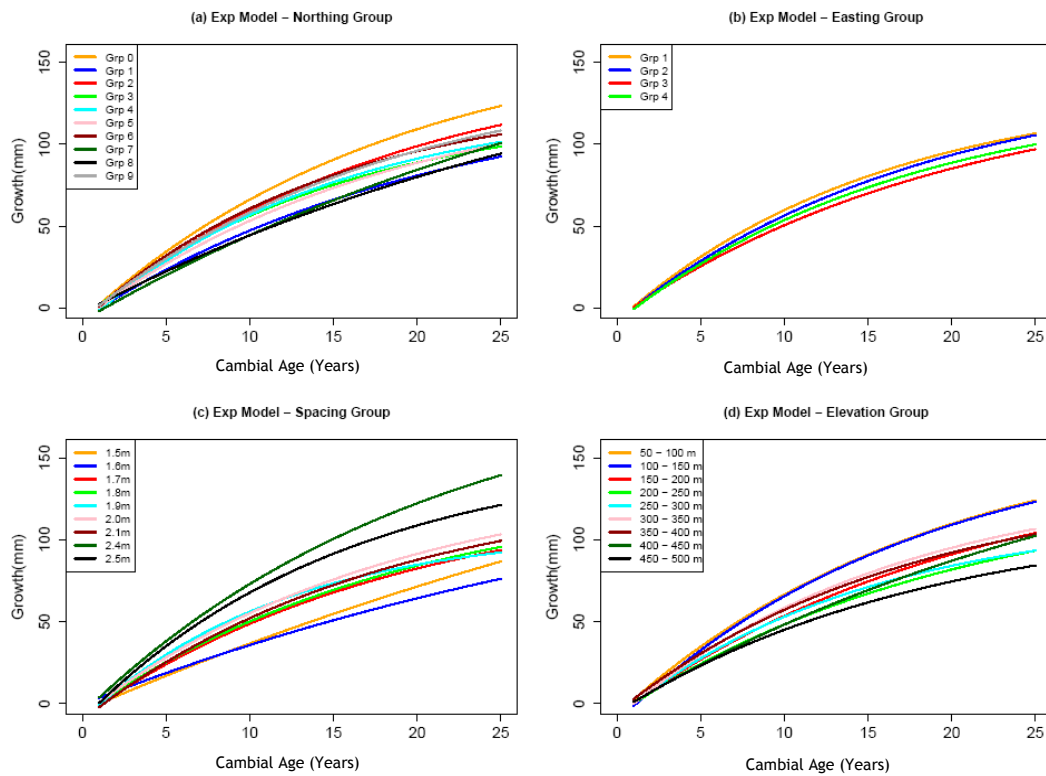 (a) Exp Model – Northing Group
Grp 0
Grp 1
Grp 2
Grp 3
Grp 4
Grp 5
Grp 6
Grp 7
Grp 8
Grp 9
150
100
50
0
Growth(mm)
0 5 10 15 20 25
Cambial Age (Years)
(b) Exp Model – Easting Group
Grp 1
Grp 2
Grp 3
Grp 4
150
100
50
0
Growth(mm)
0 5 10 15 20 25
Cambial Age (Years)
(c) Exp Model – Spacing Group
1.5m
1.6m
1.7m
1.8m
1.9m
2.0m
2.1m
2.4m
2.5m
150
100
50
0
Growth(mm)
0 5 10 15 20 25
Cambial Age (Years)
(d) Exp Model – Elevation Group
50 – 100 m
100 – 150 m
150 – 200 m
200 – 250 m
250 – 300 m
300 – 350 m
350 – 400 m
400 – 450 m
450 – 500 m
150
100
50
0
Growth(mm)
0 5 10 15 20 25
Cambial Age (Years)